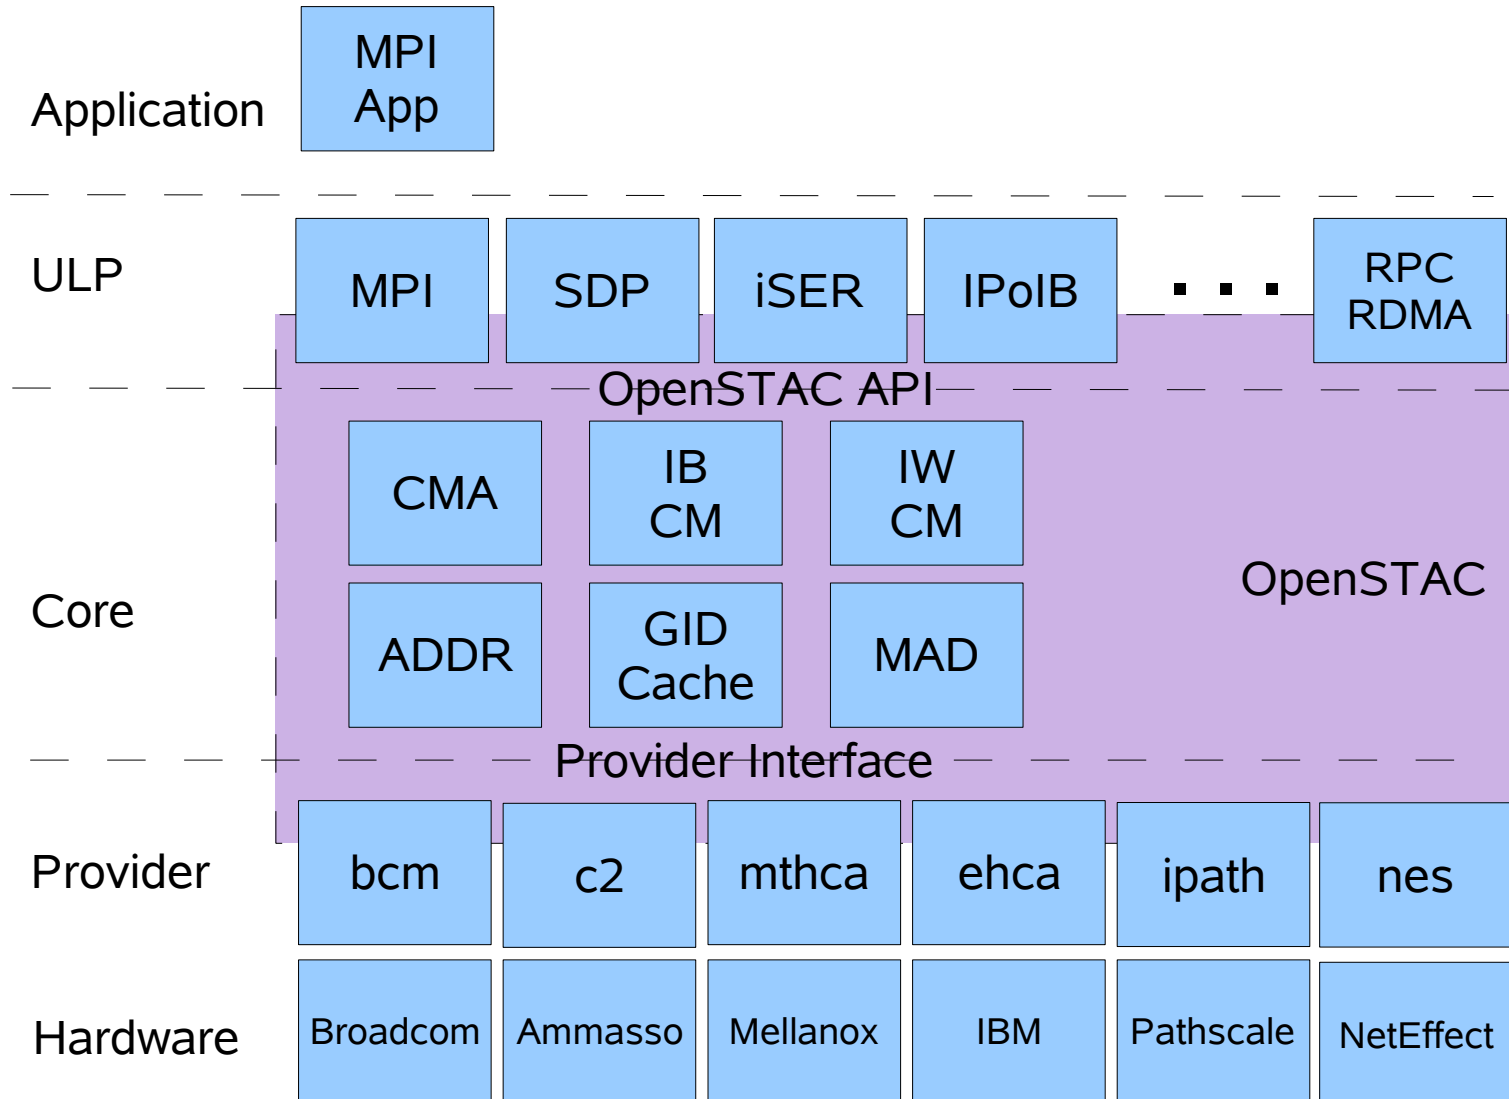 MPI
App
Application
ULP
MPI
SDP
iSER
IPoIB
. . .
RPC
RDMA
OpenSTAC API
CMA
IB
CM
IW
CM
OpenSTAC
Core
ADDR
GID
Cache
MAD
Provider Interface
Provider
bcm
c2
mthca
ehca
ipath
nes
Hardware
Broadcom
Ammasso
Mellanox
IBM
Pathscale
NetEffect